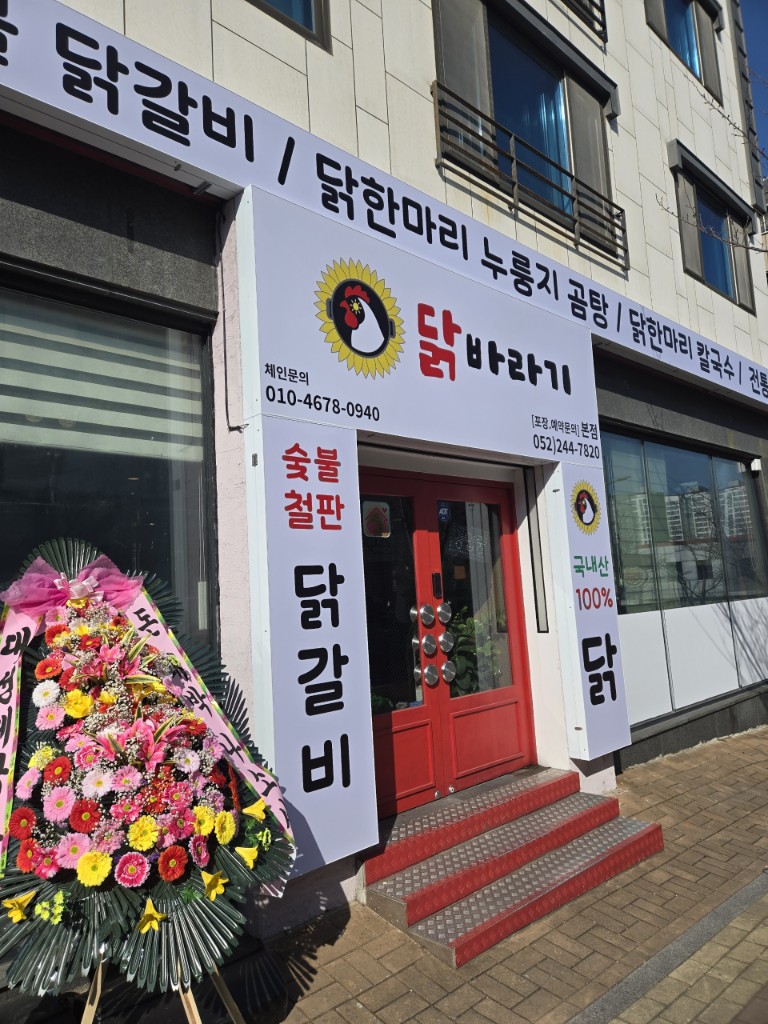 닭갈비 / 닭한마리 누룽지 곰탕 / 닭한마리 칼국수 / 전통
닭바라기
체인문의
010-4678-0940
[포장.예약문의] 본점
052)244-7820
숯불
철판
닭갈비
국내산
100%
닭
ADT